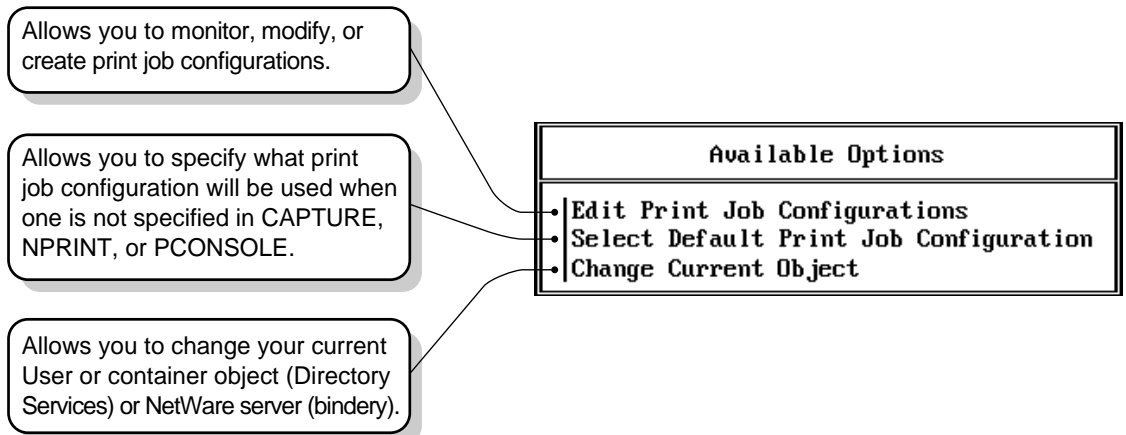 Allows you to monitor, modify, or
create print job configurations.
Allows you to specify what print
job configuration will be used when
one is not specified in CAPTURE,
NPRINT, or PCONSOLE.
Allows you to change your current
User or container object (Directory
Services) or NetWare server (bindery).
Available Options
Edit Print Job Configurations
Select Default Print Job Configuration
Change Current Object